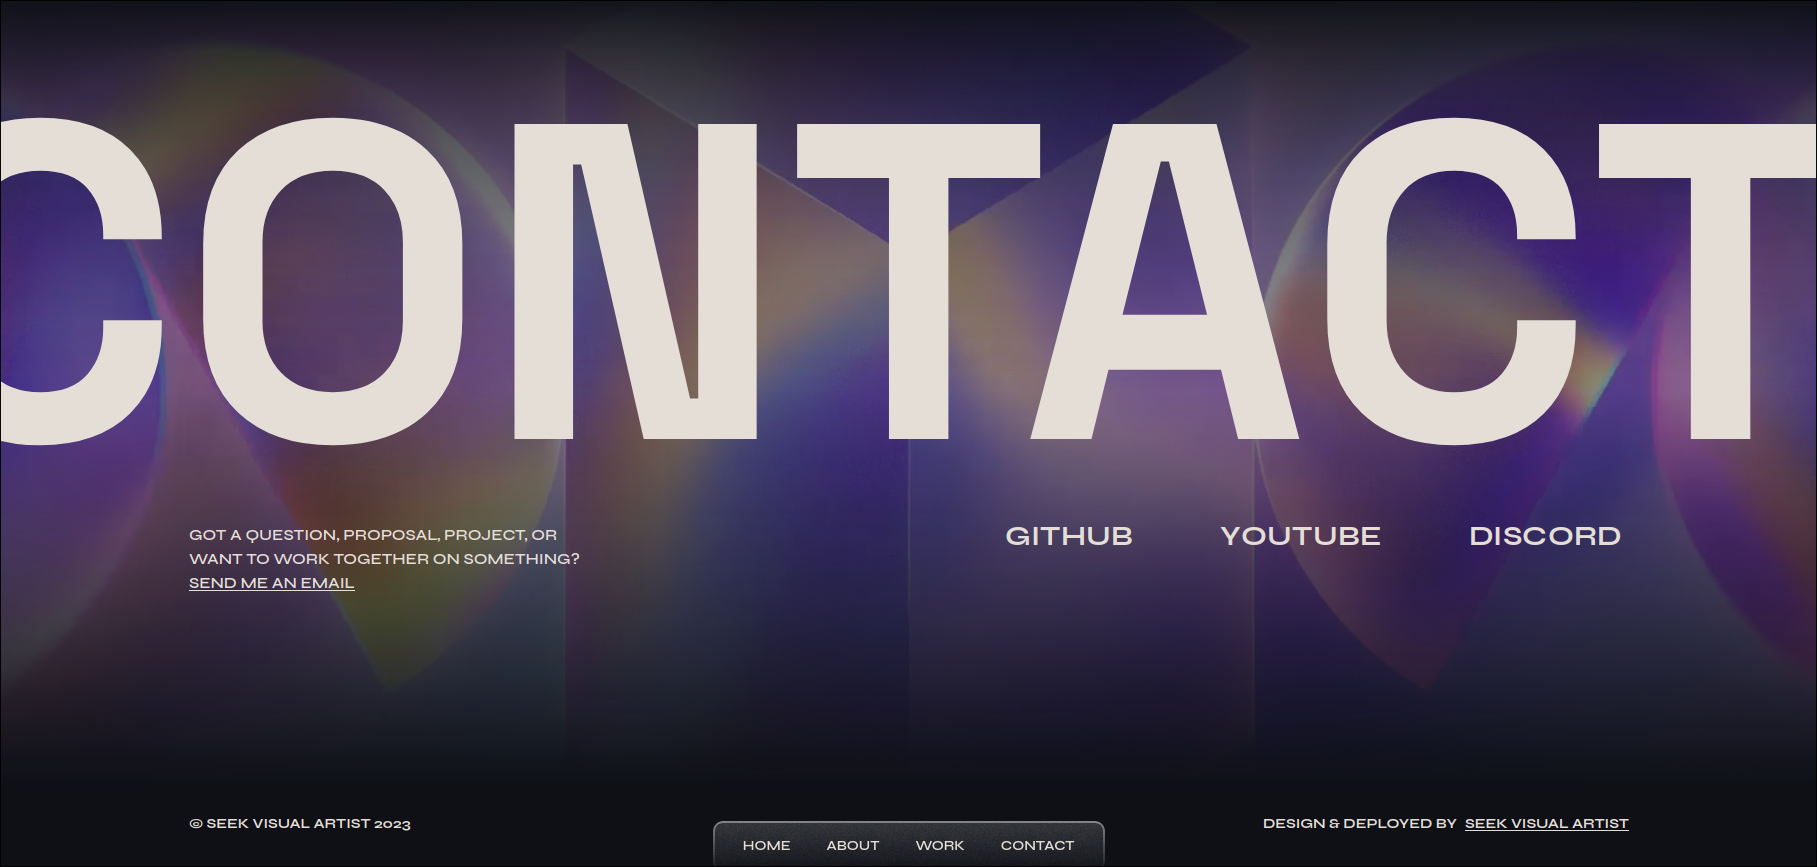 CONTACT
GOT A QUESTION, PROPOSAL, PROJECT, OR
WANT TO WORK TOGETHER ON SOMETHING?
SEND ME AN EMAIL
GITHUB YOUTUBE DISCORD
© SEEK VISUAL ARTIST 2023
HOME ABOUT WORK CONTACT
DESIGN & DEPLOYED BY SEEK VISUAL ARTIST